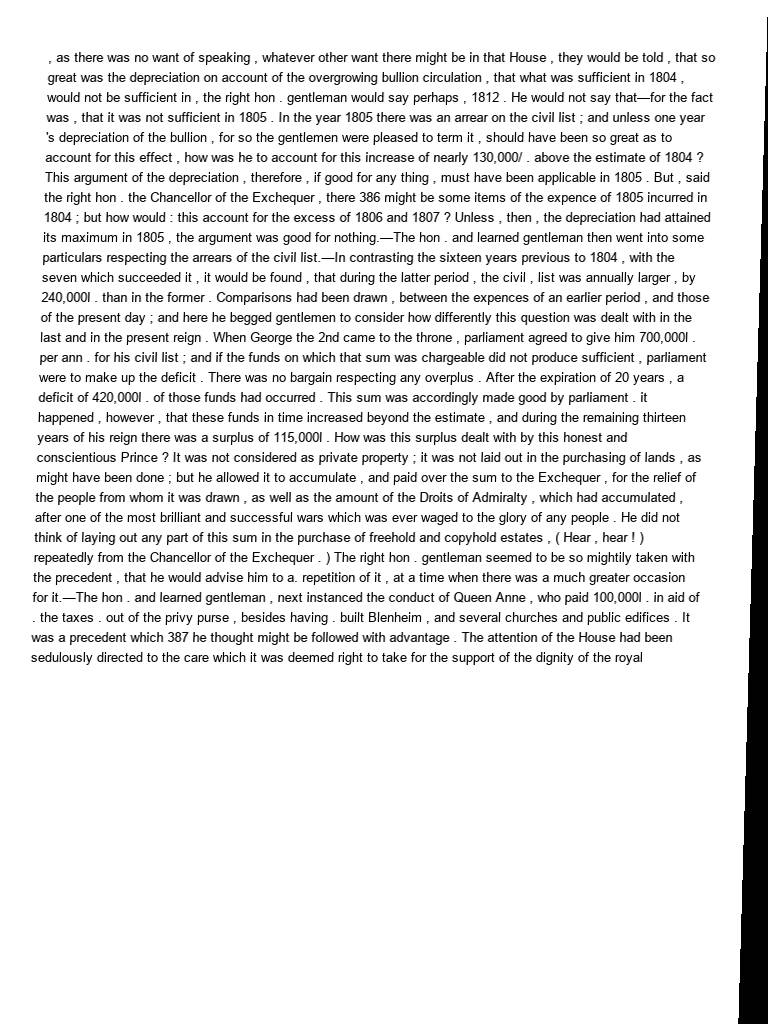 , as there was no want of speaking , whatever other want there might be in that House , they would be told , that so
great was the depreciation on account of the overgrowing bullion circulation , that what was sufficient in 1804 ,
would not be sufficient in , the right hon . gentleman would say perhaps , 1812 . He would not say that—for the fact
was , that it was not sufficient in 1805 . In the year 1805 there was an arrear on the civil list ; and unless one year
's depreciation of the bullion , for so the gentlemen were pleased to term it , should have been so great as to
account for this effect , how was he to account for this increase of nearly 130,000/ . above the estimate of 1804 ?
This argument of the depreciation , therefore , if good for any thing , must have been applicable in 1805 . But , said
the right hon . the Chancellor of the Exchequer , there 386 might be some items of the expence of 1805 incurred in
1804 ; but how would : this account for the excess of 1806 and 1807 ? Unless , then , the depreciation had attained
its maximum in 1805 , the argument was good for nothing.—The hon . and learned gentleman then went into some
particulars respecting the arrears of the civil list.—In contrasting the sixteen years previous to 1804 , with the
seven which succeeded it , it would be found , that during the latter period , the civil , list was annually larger , by
240,000l . than in the former . Comparisons had been drawn , between the expences of an earlier period , and those
of the present day ; and here he begged gentlemen to consider how differently this question was dealt with in the
last and in the present reign . When George the 2nd came to the throne , parliament agreed to give him 700,000l .
per ann . for his civil list ; and if the funds on which that sum was chargeable did not produce sufficient , parliament
were to make up the deficit . There was no bargain respecting any overplus . After the expiration of 20 years , a
deficit of 420,000l . of those funds had occurred . This sum was accordingly made good by parliament . it
happened , however , that these funds in time increased beyond the estimate , and during the remaining thirteen
years of his reign there was a surplus of 115,000l . How was this surplus dealt with by this honest and
conscientious Prince ? It was not considered as private property ; it was not laid out in the purchasing of lands , as
might have been done ; but he allowed it to accumulate , and paid over the sum to the Exchequer , for the relief of
the people from whom it was drawn , as well as the amount of the Droits of Admiralty , which had accumulated ,
after one of the most brilliant and successful wars which was ever waged to the glory of any people . He did not
think of laying out any part of this sum in the purchase of freehold and copyhold estates , ( Hear , hear ! )
repeatedly from the Chancellor of the Exchequer . ) The right hon . gentleman seemed to be so mightily taken with
the precedent , that he would advise him to a. repetition of it , at a time when there was a much greater occasion
for it.—The hon . and learned gentleman , next instanced the conduct of Queen Anne , who paid 100,000l . in aid of
. the taxes . out of the privy purse , besides having . built Blenheim , and several churches and public edifices . It
was a precedent which 387 he thought might be followed with advantage . The attention of the House had been
sedulously directed to the care which it was deemed right to take for the support of the dignity of the royal